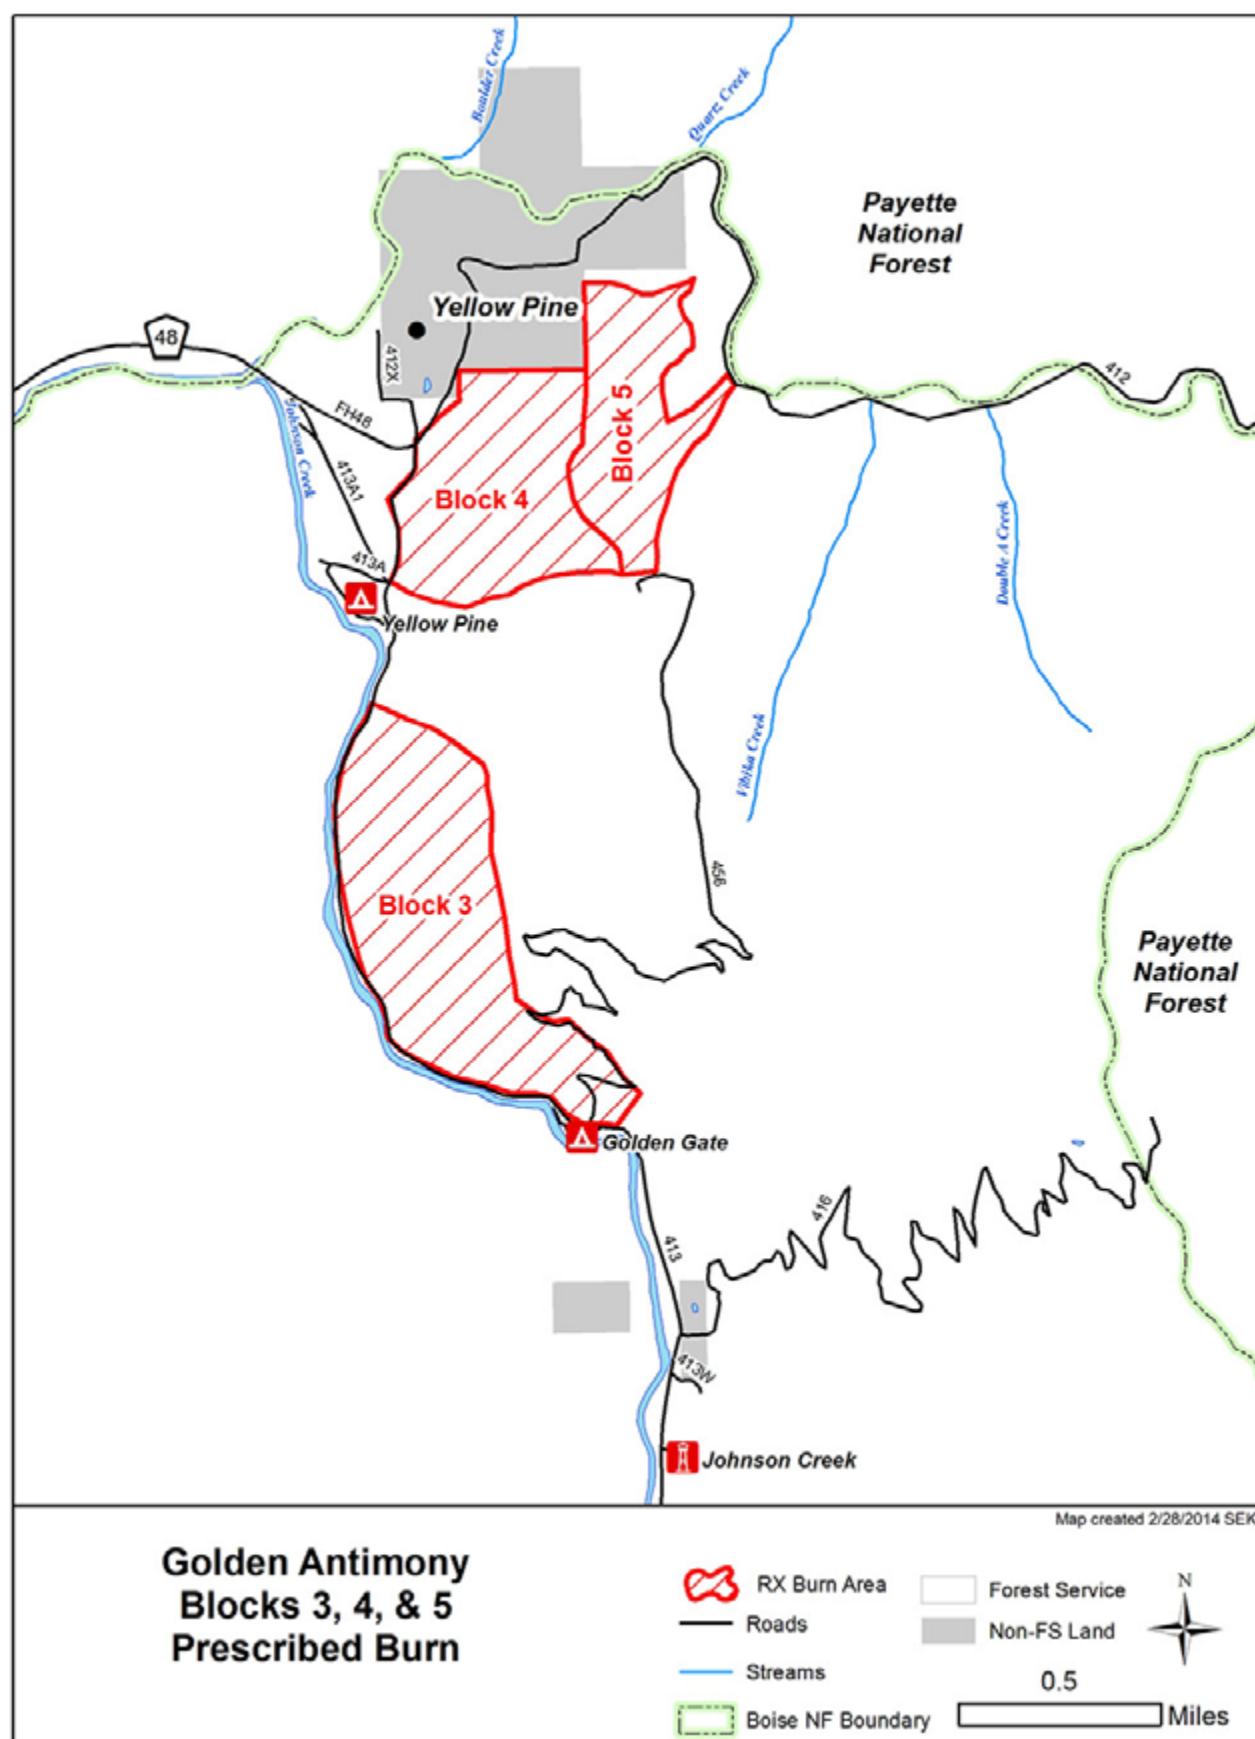 Boulder Creek
Quartz Creek
Payette
National
Forest
Yellow Pine
48
412X
412
FH48
Johnson Creek
413A1
Block 4
Block 5
413A
Yellow Pine
Double A Creek
Vibika Creek
456
Block 3
Payette
National
Forest
Golden Gate
416
413
413W
Johnson Creek
Map created 2/28/2014 SEK
Golden Antimony
Blocks 3, 4, & 5
Prescribed Burn
RX Burn Area
Roads
Streams
Boise NF Boundary
Forest Service
Non-FS Land
N
0.5
Miles